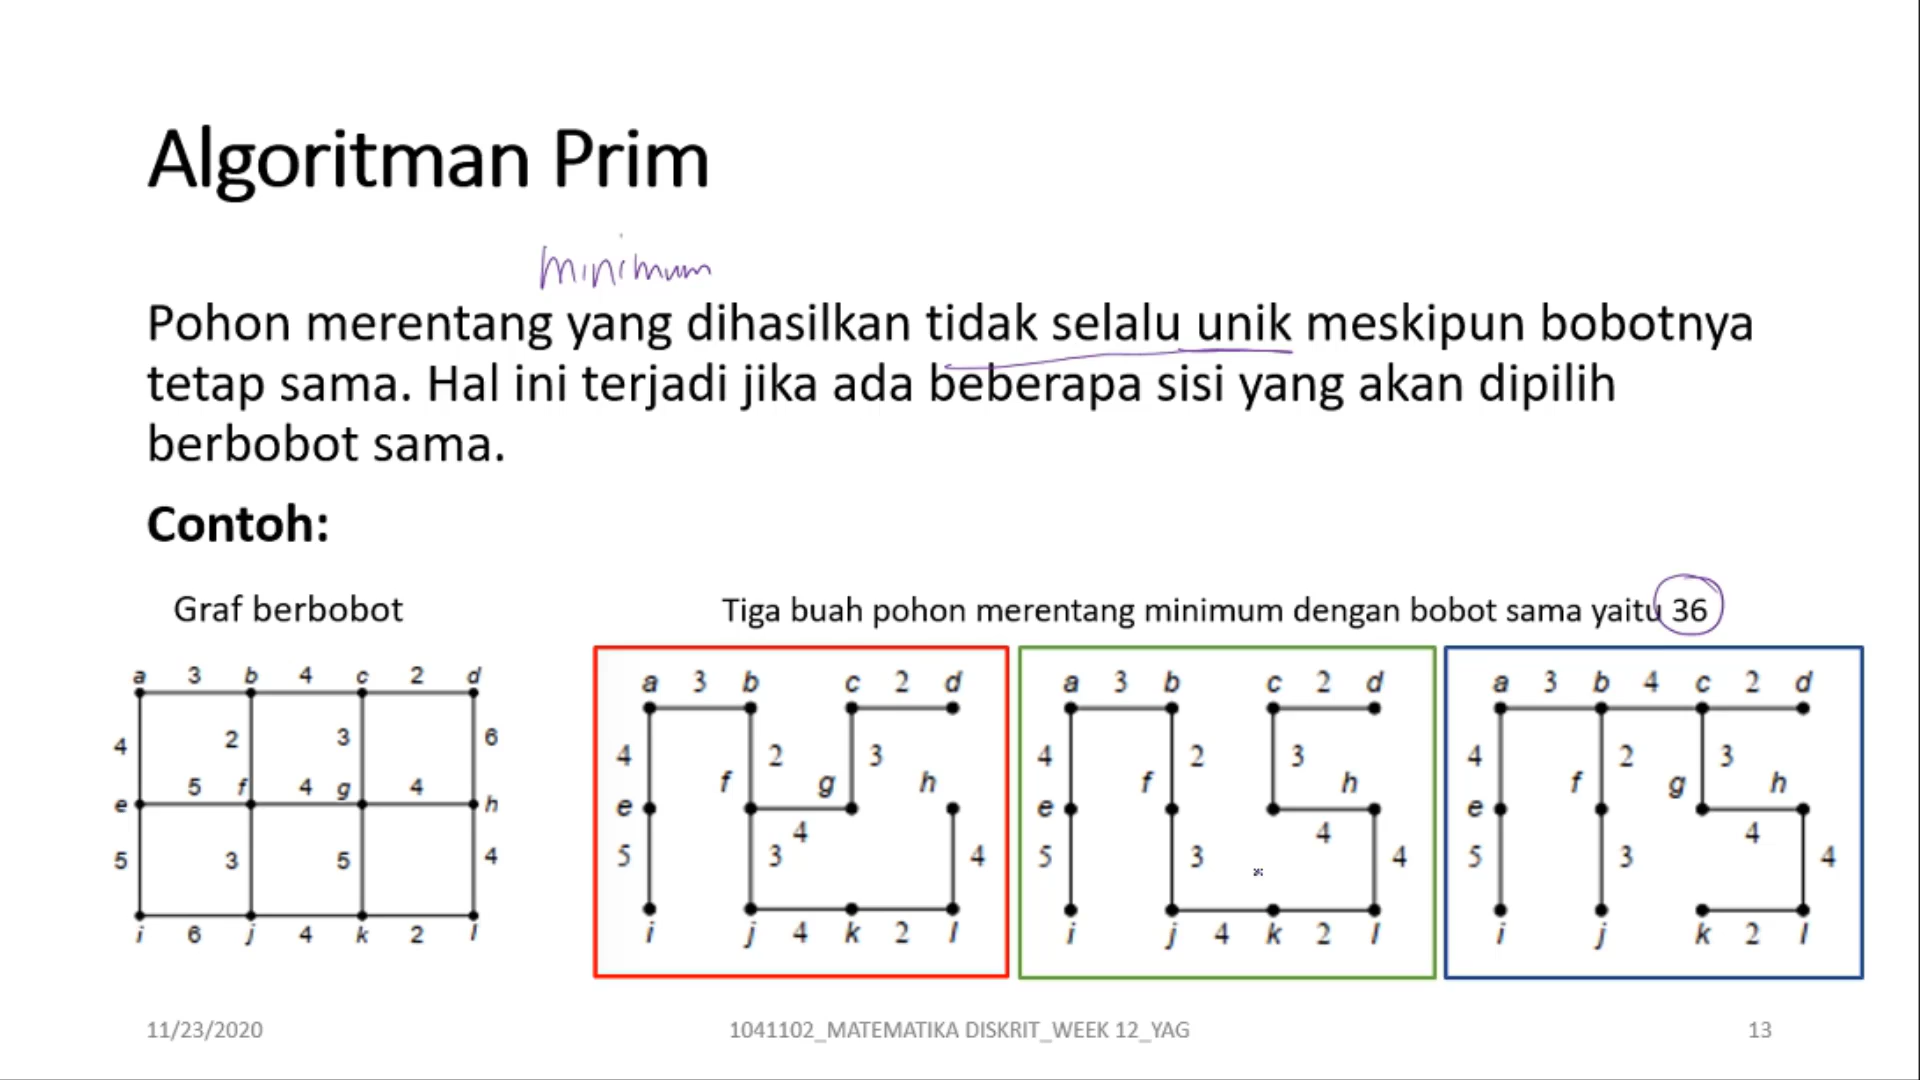 Algoritman Prim
minimum
Pohon merentang yang dihasilkan tidak selalu unik meskipun bobotnya
tetap sama. Hal ini terjadi jika ada beberapa sisi yang akan dipilih
berbobot sama.
Contoh:
Graf berbobot
Tiga buah pohon merentang minimum dengan bobot sama yaitu 36
a 3 b 4 c 2 d
4 2 3 6
e 5 f 4 g 4 h
5 3 5 4
i 6 j 4 k 2 l
a 3 b c 2 d
4 2 3
e f g h
4
5 3 4
i j 4 k 2 l
a 3 b c 2 d
4 2 3
e f h
4
5 3 4
i j 4 k 2 l
a 3 b 4 c 2 d
4 2 3
e f g h
4
5 3 4
i j k 2 l
11/23/2020
1041102_MATEMATIKA DISKRIT_WEEK 12_YAG
13